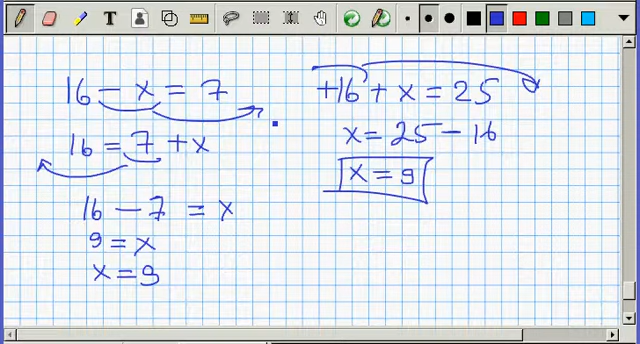 16 - x = 7
16 = 7 + x
16 - 7 = x
9 = x
x = 9
+16 + x = 25
x = 25 - 16
x = 9